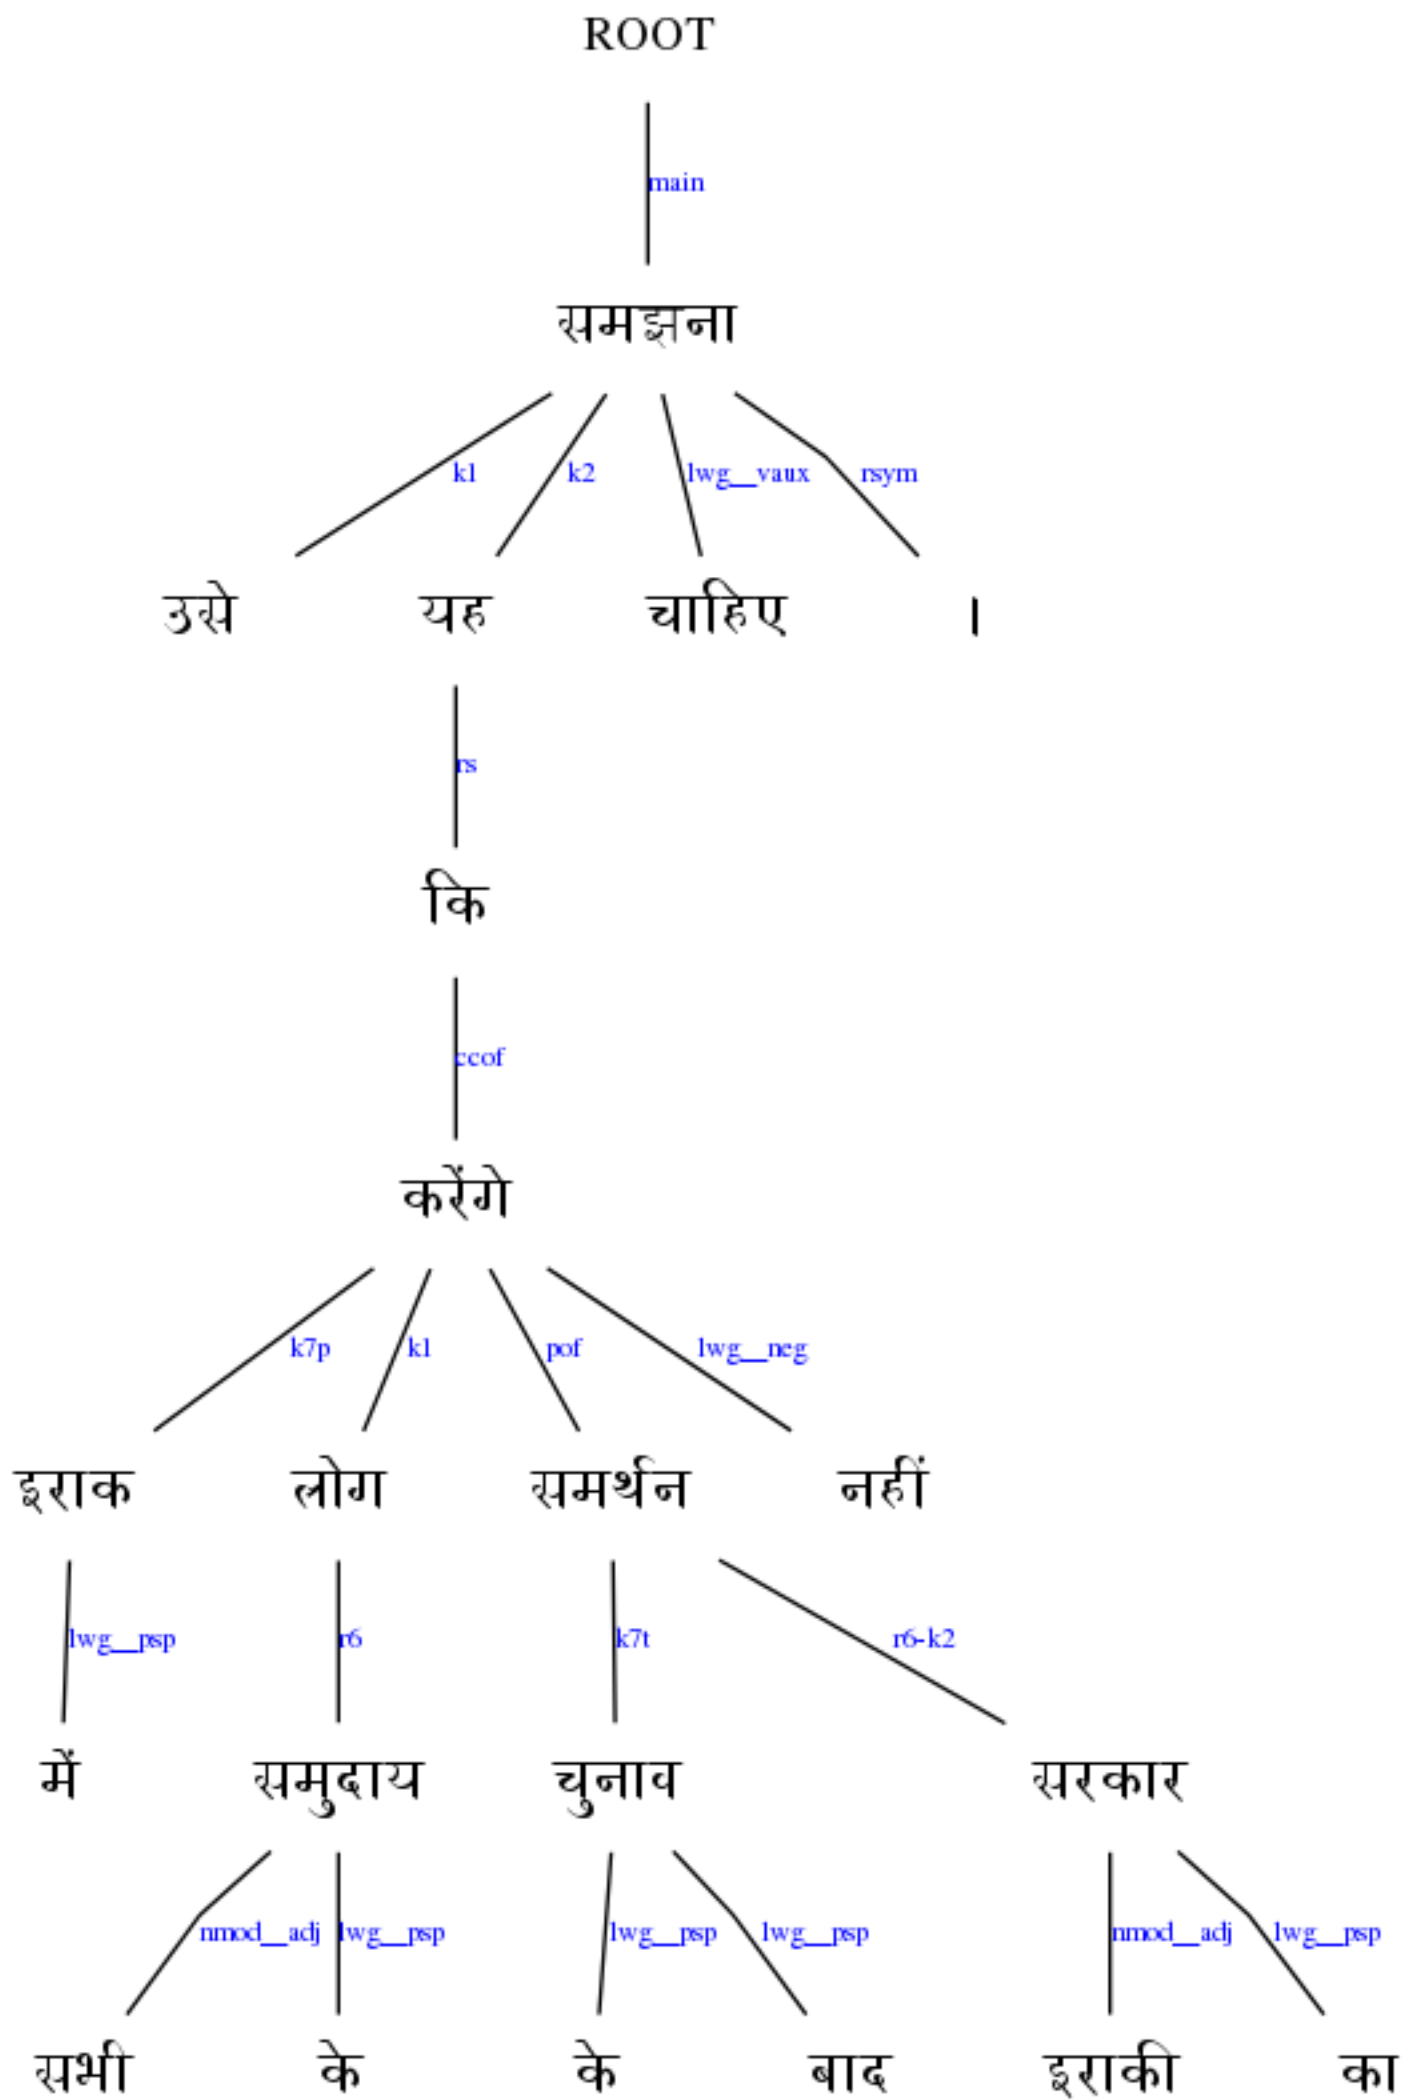 ROOT
main
समझना
k1 k2 lwg__vaux rsym
उसे यह चाहिए ।
rs
कि
ccof
करेंगे
k7p k1 pof lwg__neg
इराक लोग समर्थन नहीं
lwg__psp r6 k7t r6-k2
में समुदाय चुनाव सरकार
nmod__adj lwg__psp lwg__psp lwg__psp nmod__adj lwg__psp
सभी के के बाद इराकी का